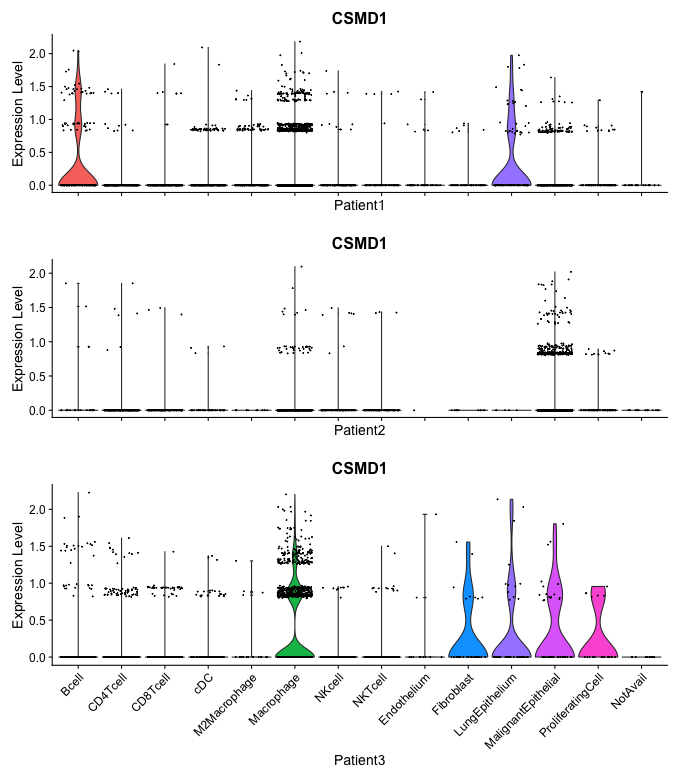 CSMD1
Expression Level
2.0
1.5
1.0
0.5
0.0
Patient1
CSMD1
Expression Level
2.0
1.5
1.0
0.5
0.0
Patient2
CSMD1
Expression Level
2.0
1.5
1.0
0.5
0.0
Bcell
CD4Tcell
CD8Tcell
cDC
M2Macrophage
Macrophage
NKcell
NKTcell
Endothelium
Fibroblast
LungEpithelium
MalignantEpithelial
ProliferatingCell
NotAvail
Patient3